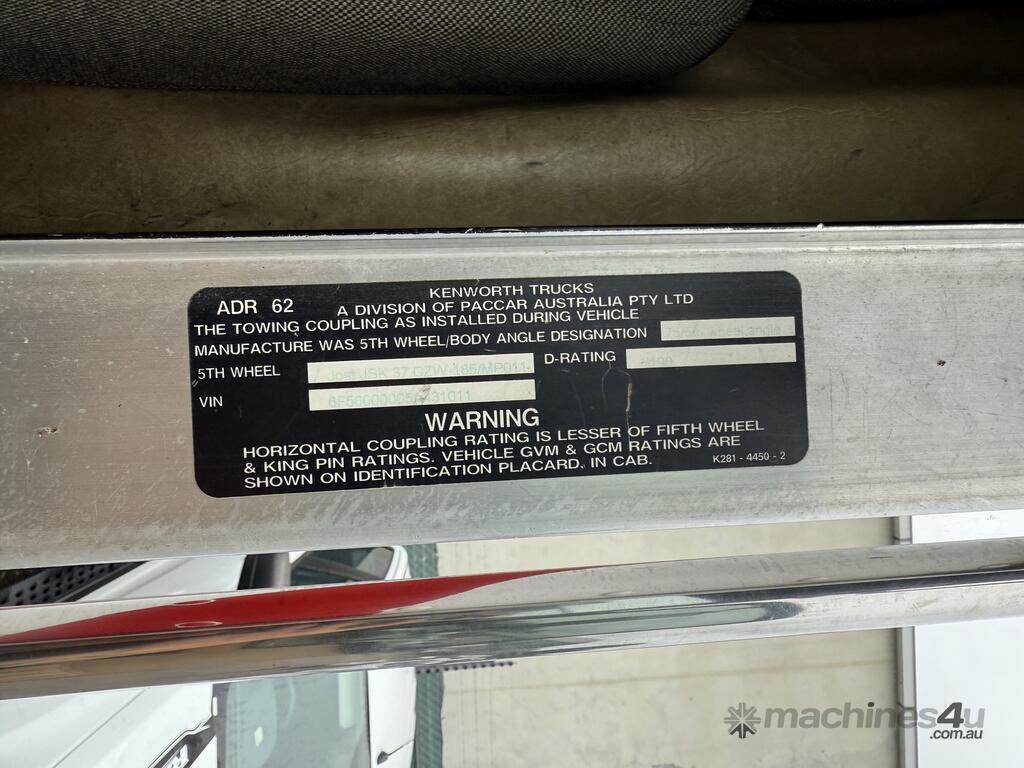 KENWORTH TRUCKS
ADR 62 A DIVISION OF PACCAR AUSTRALIA PTY LTD
THE TOWING COUPLING AS INSTALLED DURING VEHICLE
MANUFACTURE WAS 5TH WHEEL/BODY ANGLE DESIGNATION
5TH WHEEL Jost JSK 37 D-RATING
VIN
WARNING
HORIZONTAL COUPLING RATING IS LESSER OF FIFTH WHEEL
& KING PIN RATINGS. VEHICLE GVM & GCM RATINGS ARE
SHOWN ON IDENTIFICATION PLACARD, IN CAB. K281 - 4450 - 2
machines4u
.com.au